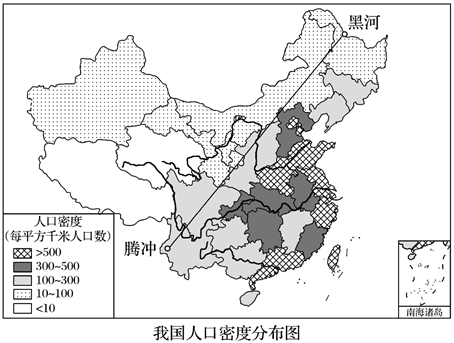 黑河
腾冲
人口密度
(每平方千米人口数)
>500
300~500
100~300
10~100
<10
南海诸岛
我国人口密度分布图